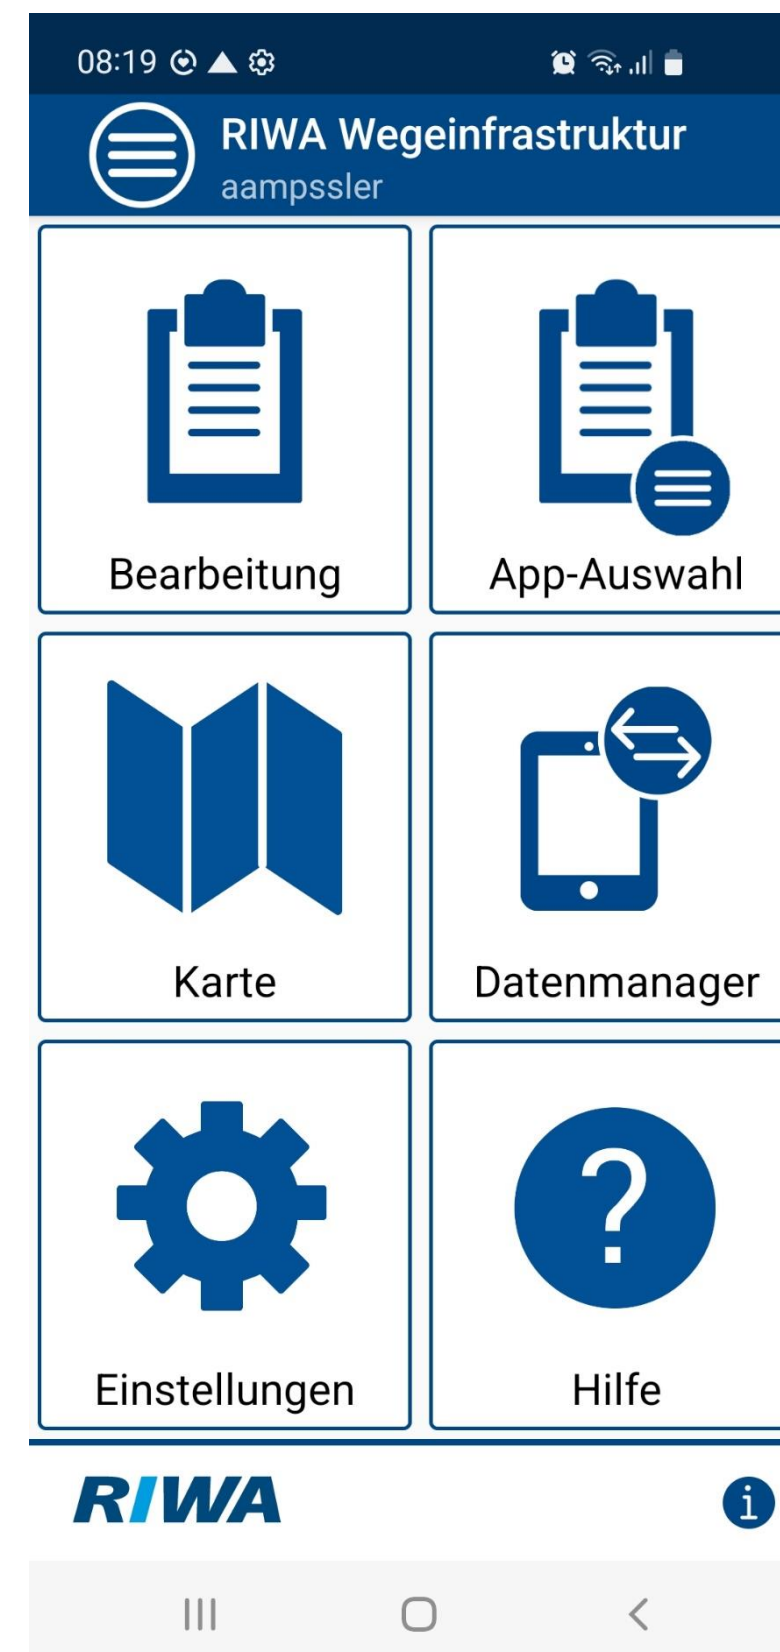 08:19
RIWA Wegeinfrastruktur
aampssler
Bearbeitung
App-Auswahl
Karte
Datenmanager
Einstellungen
?
Hilfe
RIWA
i